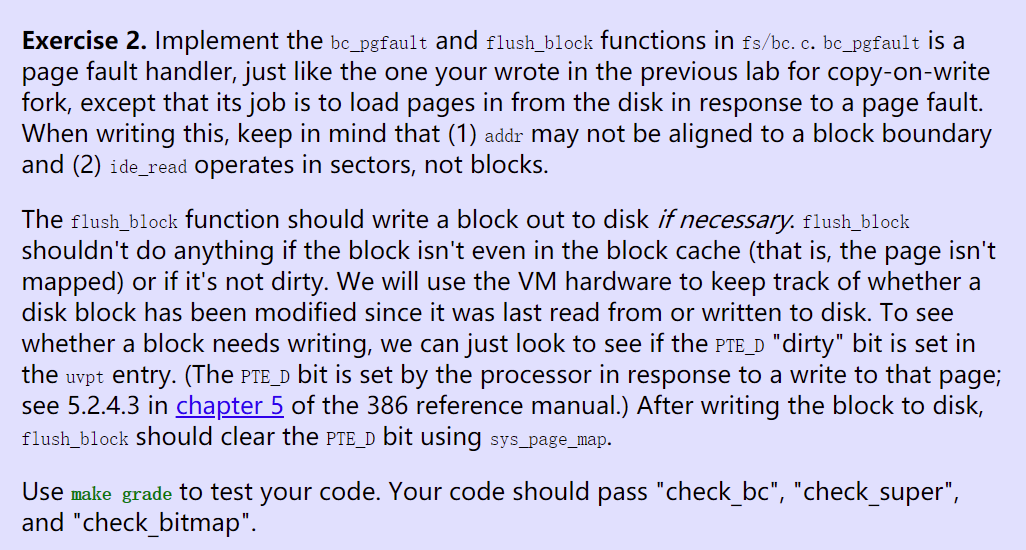 Exercise 2. Implement the bc_pgfault and flush_block functions in fs/bc.c. bc_pgfault is a
page fault handler, just like the one your wrote in the previous lab for copy-on-write
fork, except that its job is to load pages in from the disk in response to a page fault.
When writing this, keep in mind that (1) addr may not be aligned to a block boundary
and (2) ide_read operates in sectors, not blocks.
The flush_block function should write a block out to disk if necessary. flush_block
shouldn't do anything if the block isn't even in the block cache (that is, the page isn't
mapped) or if it's not dirty. We will use the VM hardware to keep track of whether a
disk block has been modified since it was last read from or written to disk. To see
whether a block needs writing, we can just look to see if the PTE_D "dirty" bit is set in
the uvpt entry. (The PTE_D bit is set by the processor in response to a write to that page;
see 5.2.4.3 in chapter 5 of the 386 reference manual.) After writing the block to disk,
flush_block should clear the PTE_D bit using sys_page_map.
Use make grade to test your code. Your code should pass "check_bc", "check_super",
and "check_bitmap".